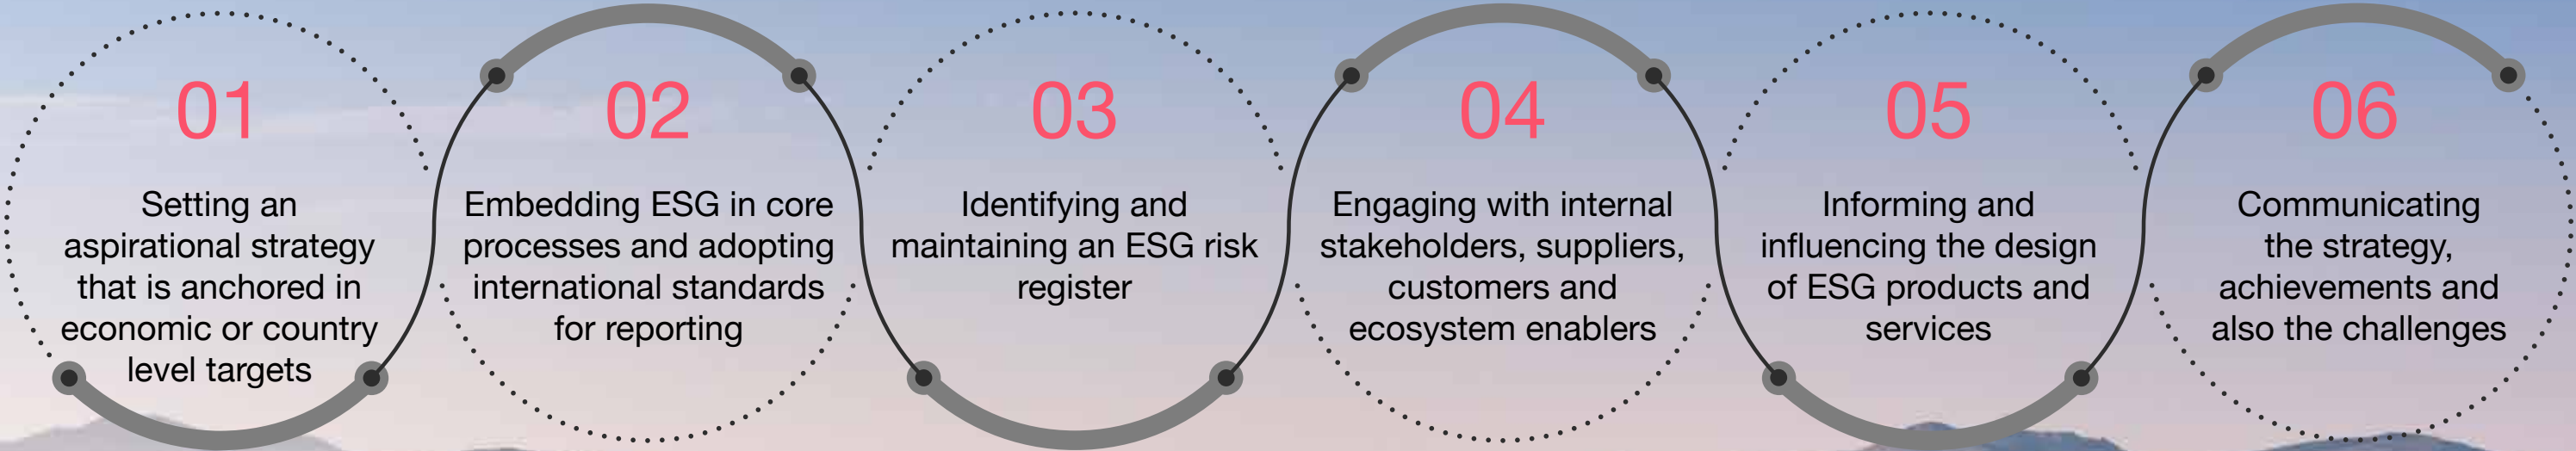 01
Setting an
aspirational strategy
that is anchored in
economic or country
level targets
02
Embedding ESG in core
processes and adopting
international standards
for reporting
03
Identifying and
maintaining an ESG risk
register
04
Engaging with internal
stakeholders, suppliers,
customers and
ecosystem enablers
05
Informing and
influencing the design
of ESG products and
services
06
Communicating
the strategy,
achievements and
also the challenges